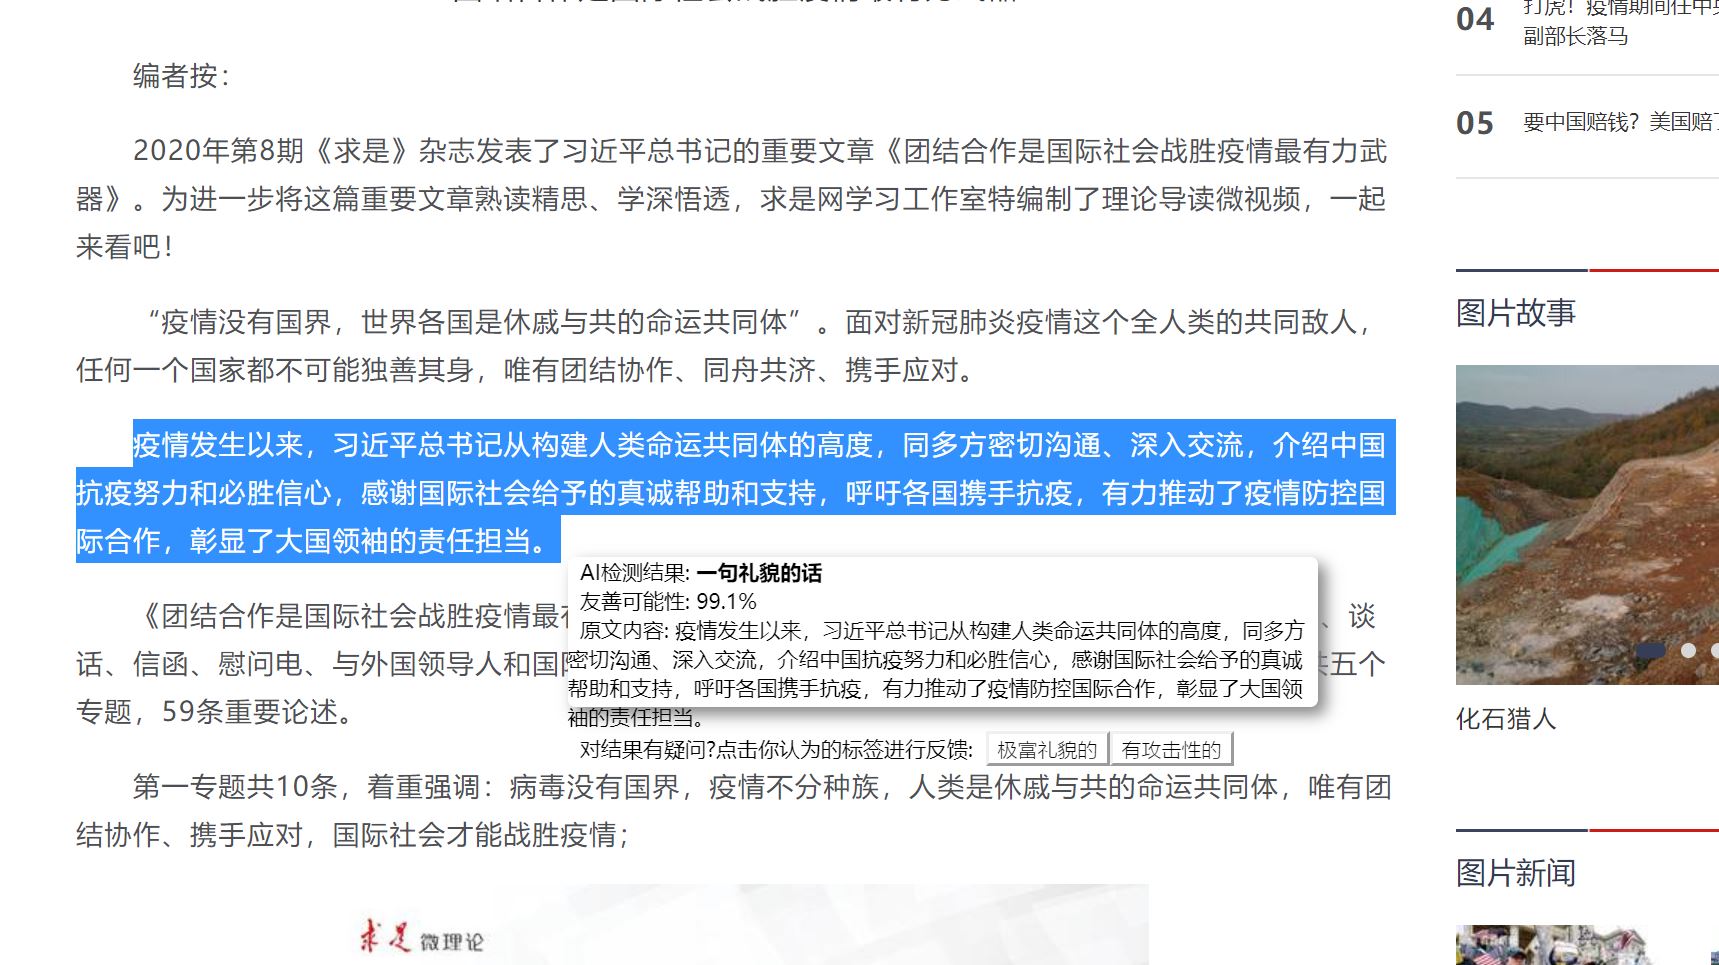 编者按：
2020年第8期《求是》杂志发表了习近平总书记的重要文章《团结合作是国际社会战胜疫情最有力武
器》。为进一步将这篇重要文章熟读精思、学深悟透，求是网学习工作室特编制了理论导读微视频，一起
来看吧！
“疫情没有国界，世界各国是休戚与共的命运共同体”。面对新冠肺炎疫情这个全人类的共同敌人，
任何一个国家都不可能独善其身，唯有团结协作、同舟共济、携手应对。
疫情发生以来，习近平总书记从构建人类命运共同体的高度，同多方密切沟通、深入交流，介绍中国
抗疫努力和必胜信心，感谢国际社会给予的真诚帮助和支持，呼吁各国携手抗疫，有力推动了疫情防控国
际合作，彰显了大国领袖的责任担当。
AI检测结果: 一句礼貌的话
友善可能性: 99.1%
原文内容: 疫情发生以来，习近平总书记从构建人类命运共同体的高度，同多方
密切沟通、深入交流，介绍中国抗疫努力和必胜信心，感谢国际社会给予的真诚
帮助和支持，呼吁各国携手抗疫，有力推动了疫情防控国际合作，彰显了大国领
袖的责任担当。
对结果有疑问?点击你认为的标签进行反馈: 极富礼貌的 有攻击性的
《团结合作是国际社会战胜疫情最 、谈
话、信函、慰问电、与外国领导人和国 五个
专题，59条重要论述。
第一专题共10条，着重强调：病毒没有国界，疫情不分种族，人类是休戚与共的命运共同体，唯有团
结协作、携手应对，国际社会才能战胜疫情；
求是 微理论
04 打虎！疫情期间任中央
副部长落马
05 要中国赔钱？美国赔
图片故事
化石猎人
图片新闻